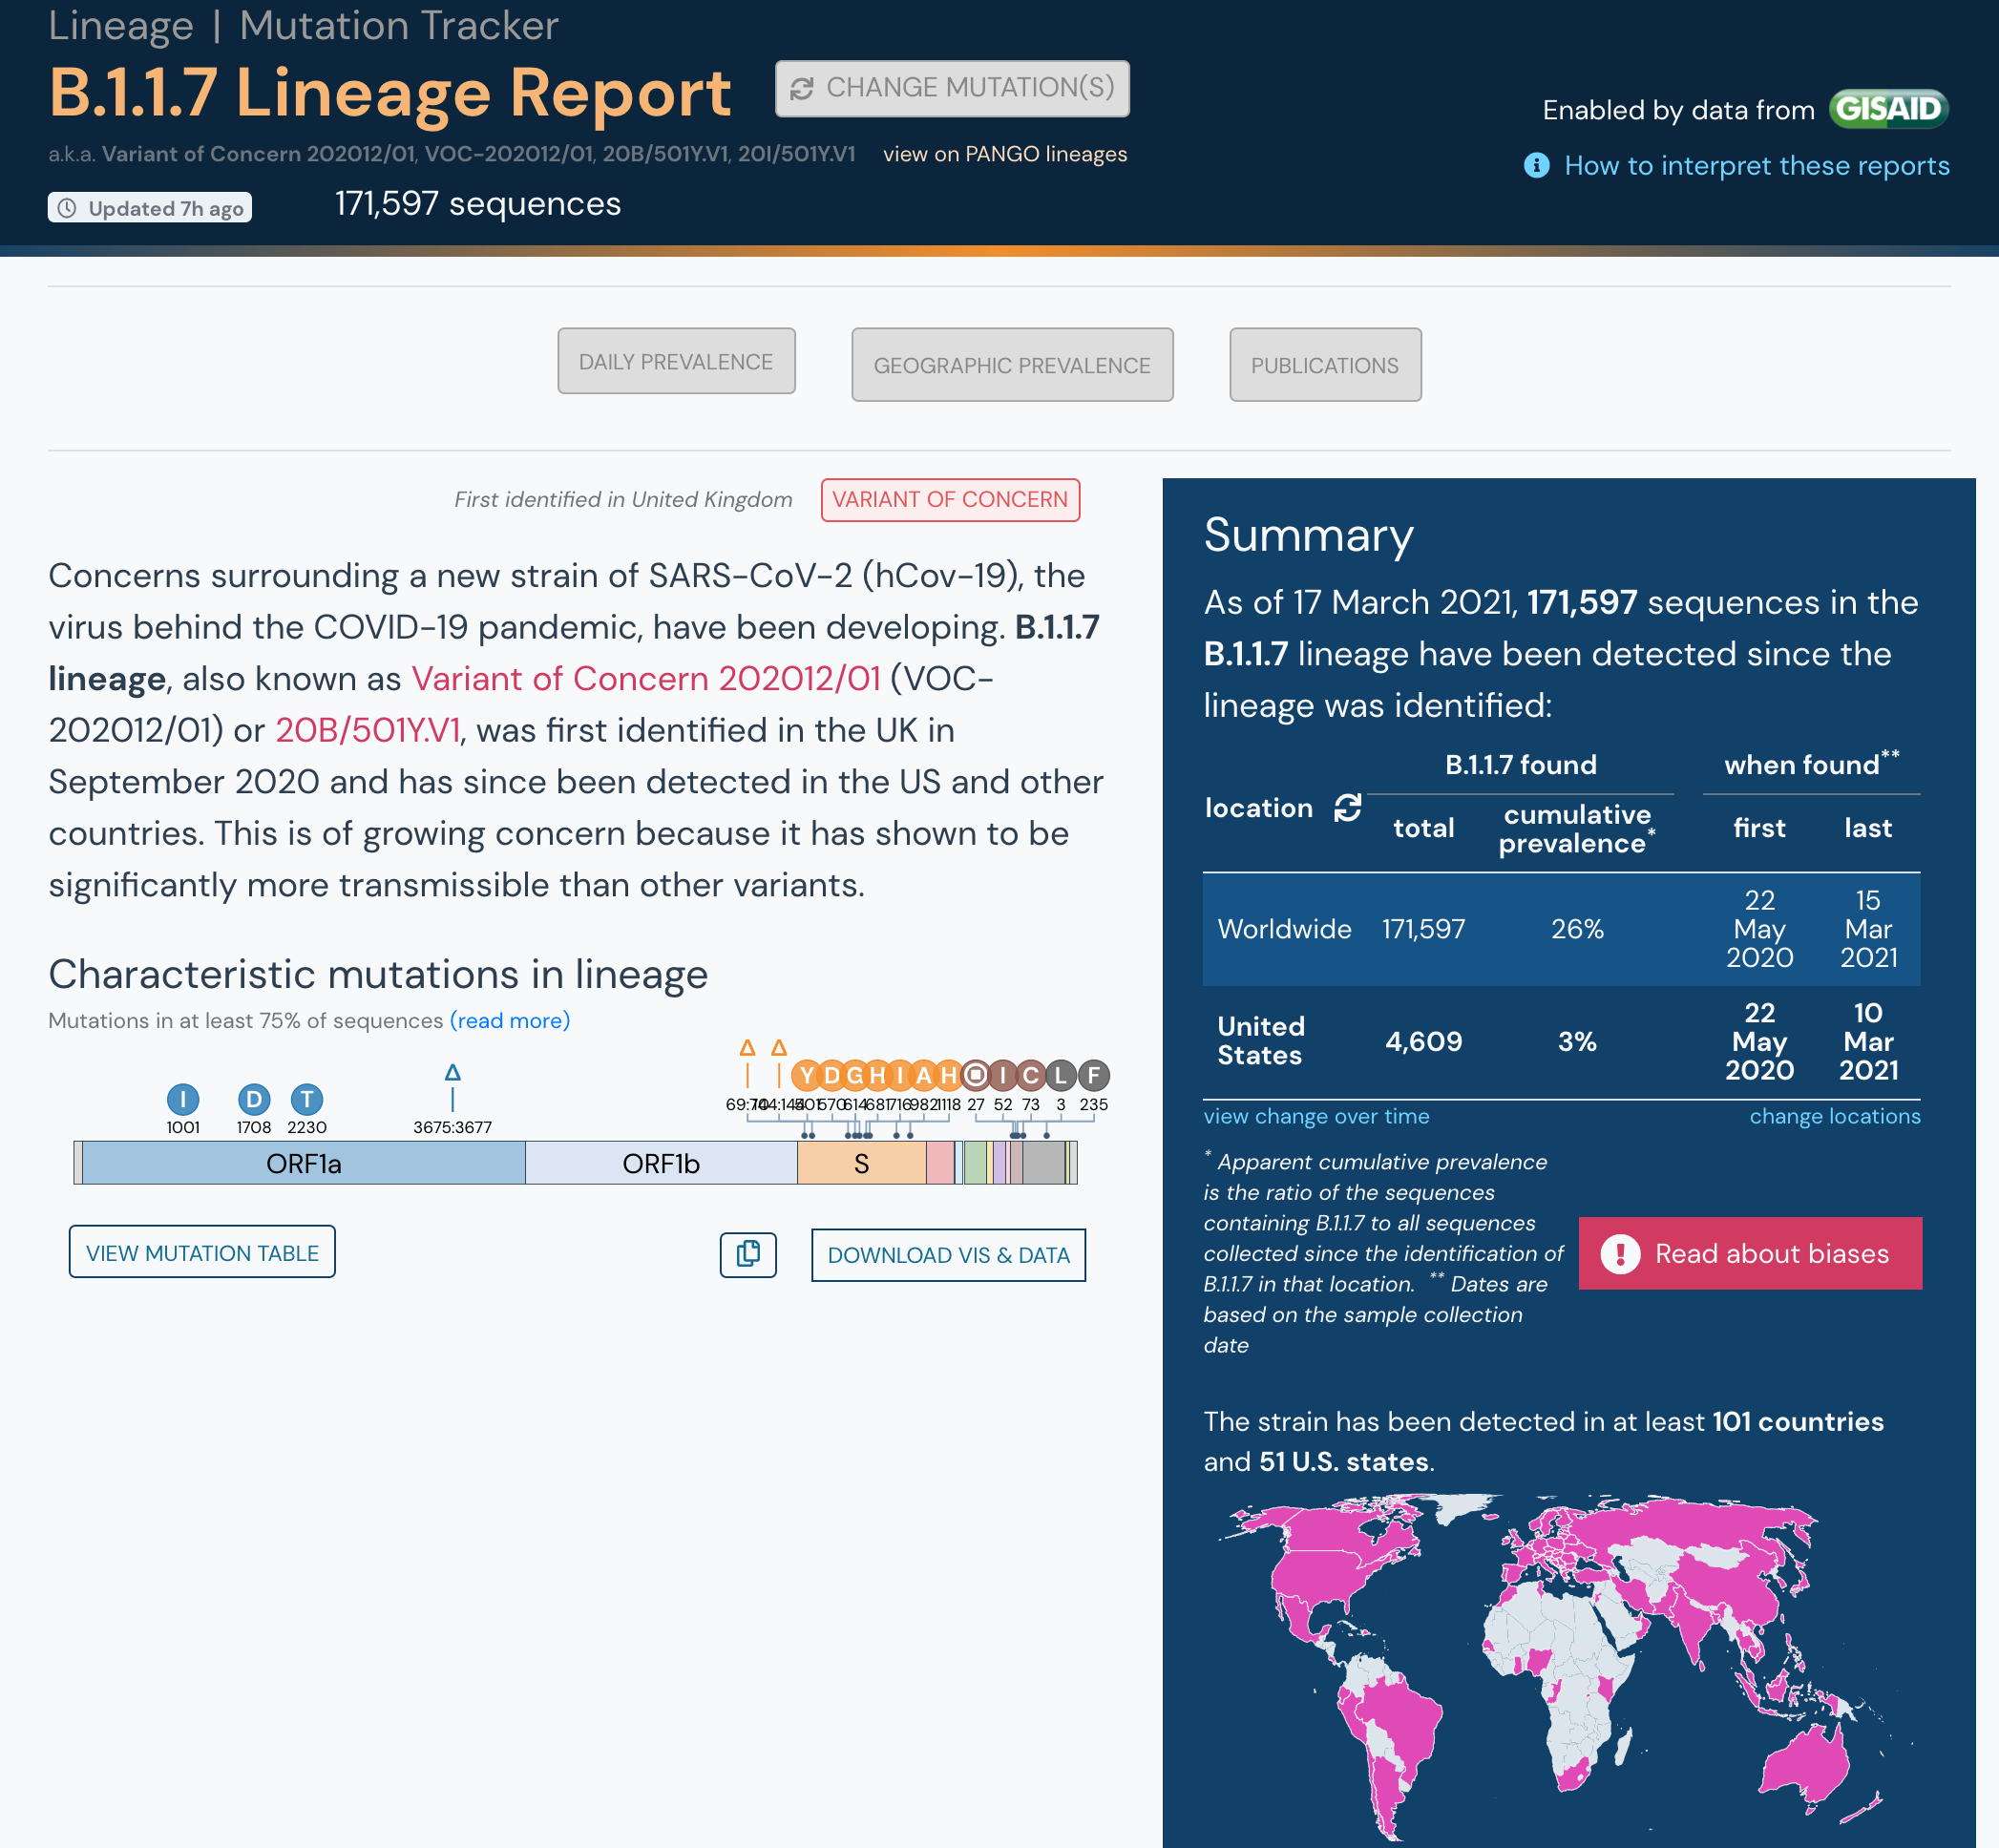 Lineage | Mutation Tracker
B.1.1.7 Lineage Report
CHANGE MUTATION(S)
Enabled by data from GISAID
a.k.a. Variant of Concern 202012/01, VOC-202012/01, 20B/501Y.V1, 20I/501Y.V1 view on PANGO lineages
How to interpret these reports
Updated 7h ago
171,597 sequences
DAILY PREVALENCE
GEOGRAPHIC PREVALENCE
PUBLICATIONS
First identified in United Kingdom
VARIANT OF CONCERN
Concerns surrounding a new strain of SARS-CoV-2 (hCov-19), the
virus behind the COVID-19 pandemic, have been developing. B.1.1.7
lineage, also known as Variant of Concern 202012/01 (VOC-
202012/01) or 20B/501Y.V1, was first identified in the UK in
September 2020 and has since been detected in the US and other
countries. This is of growing concern because it has shown to be
significantly more transmissible than other variants.
Characteristic mutations in lineage
Mutations in at least 75% of sequences (read more)
Δ Δ
I D T Δ Y D G H I A H I C L F
1001 1708 2230 3675:3677 69:70 144:144 501 570 614 681 716 982 1118 27 52 73 3 235
ORF1a ORF1b S
VIEW MUTATION TABLE
DOWNLOAD VIS & DATA
Summary
As of 17 March 2021, 171,597 sequences in the
B.1.1.7 lineage have been detected since the
lineage was identified:
B.1.1.7 found when found**
location total cumulative prevalence* first last
Worldwide 171,597 26% 22 May 2020 15 Mar 2021
United States 4,609 3% 22 May 2020 10 Mar 2021
view change over time
change locations
* Apparent cumulative prevalence
is the ratio of the sequences
containing B.1.1.7 to all sequences
collected since the identification of
B.1.1.7 in that location. ** Dates are
based on the sample collection
date
Read about biases
The strain has been detected in at least 101 countries
and 51 U.S. states.